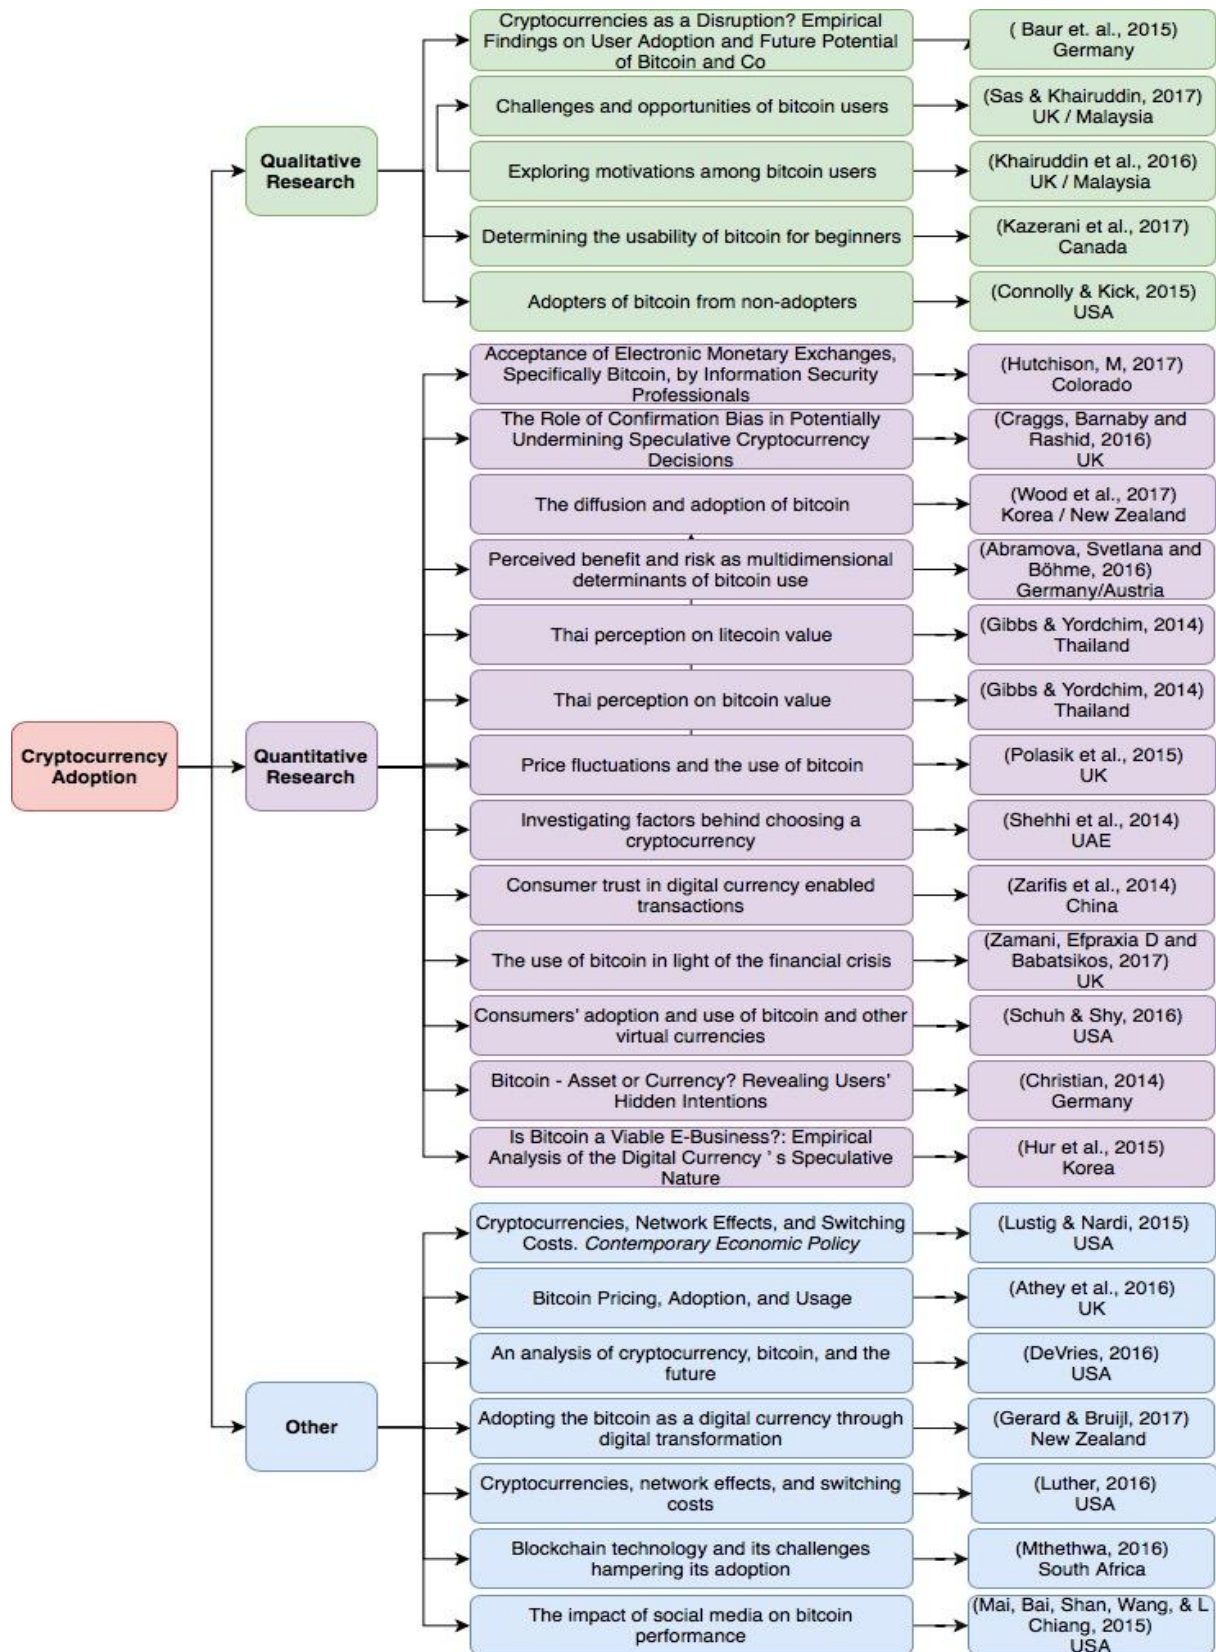 Cryptocurrencies as a Disruption? Empirical
Findings on User Adoption and Future Potential
of Bitcoin and Co
( Baur et. al., 2015)
Germany
Challenges and opportunities of bitcoin users
(Sas & Khairuddin, 2017)
UK / Malaysia
Qualitative
Research
Exploring motivations among bitcoin users
(Khairuddin et al., 2016)
UK / Malaysia
Determining the usability of bitcoin for beginners
(Kazerani et al., 2017)
Canada
Adopters of bitcoin from non-adopters
(Connolly & Kick, 2015)
USA
Acceptance of Electronic Monetary Exchanges,
Specifically Bitcoin, by Information Security
Professionals
(Hutchison, M, 2017)
Colorado
The Role of Confirmation Bias in Potentially
Undermining Speculative Cryptocurrency
Decisions
(Craggs, Barnaby and
Rashid, 2016)
UK
The diffusion and adoption of bitcoin
(Wood et al., 2017)
Korea / New Zealand
Perceived benefit and risk as multidimensional
determinants of bitcoin use
(Abramova, Svetlana and
Böhme, 2016)
Germany/Austria
Thai perception on litecoin value
(Gibbs & Yordchim, 2014)
Thailand
Thai perception on bitcoin value
(Gibbs & Yordchim, 2014)
Thailand
Cryptocurrency
Adoption
Quantitative
Research
Price fluctuations and the use of bitcoin
(Polasik et al., 2015)
UK
Investigating factors behind choosing a
cryptocurrency
(Shehhi et al., 2014)
UAE
Consumer trust in digital currency enabled
transactions
(Zarifis et al., 2014)
China
The use of bitcoin in light of the financial crisis
(Zamani, Efpraxia D and
Babatsikos, 2017)
UK
Consumers' adoption and use of bitcoin and other
virtual currencies
(Schuh & Shy, 2016)
USA
Bitcoin - Asset or Currency? Revealing Users'
Hidden Intentions
(Christian, 2014)
Germany
Is Bitcoin a Viable E-Business?: Empirical
Analysis of the Digital Currency ' s Speculative
Nature
(Hur et al., 2015)
Korea
Cryptocurrencies, Network Effects, and Switching
Costs. Contemporary Economic Policy
(Lustig & Nardi, 2015)
USA
Bitcoin Pricing, Adoption, and Usage
(Athey et al., 2016)
UK
An analysis of cryptocurrency, bitcoin, and the
future
(DeVries, 2016)
USA
Other
Adopting the bitcoin as a digital currency through
digital transformation
(Gerard & Bruijl, 2017)
New Zealand
Cryptocurrencies, network effects, and switching
costs
(Luther, 2016)
USA
Blockchain technology and its challenges
hampering its adoption
(Mthethwa, 2016)
South Africa
The impact of social media on bitcoin
performance
(Mai, Bai, Shan, Wang, & L
Chiang, 2015)
USA